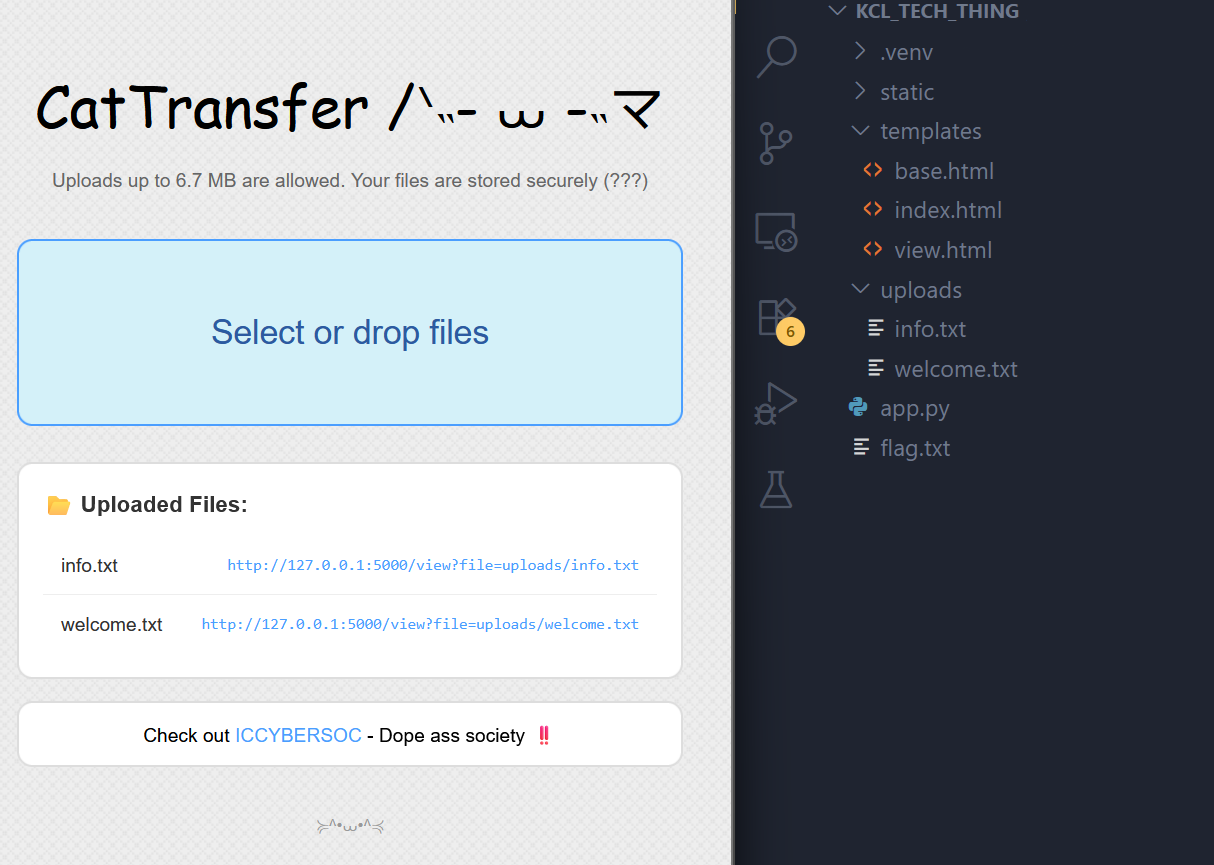 CatTransfer /ᐠ˵- ⩊ -˵マ
Uploads up to 6.7 MB are allowed. Your files are stored securely (???)
Select or drop files
📂 Uploaded Files:
info.txt http://127.0.0.1:5000/view?file=uploads/info.txt
welcome.txt http://127.0.0.1:5000/view?file=uploads/welcome.txt
Check out ICCYBERSOC - Dope ass society ‼️
≽^•⩊•^≼
KCL_TECH_THING
.venv
static
templates
<> base.html
<> index.html
<> view.html
uploads
info.txt
welcome.txt
app.py
flag.txt
6